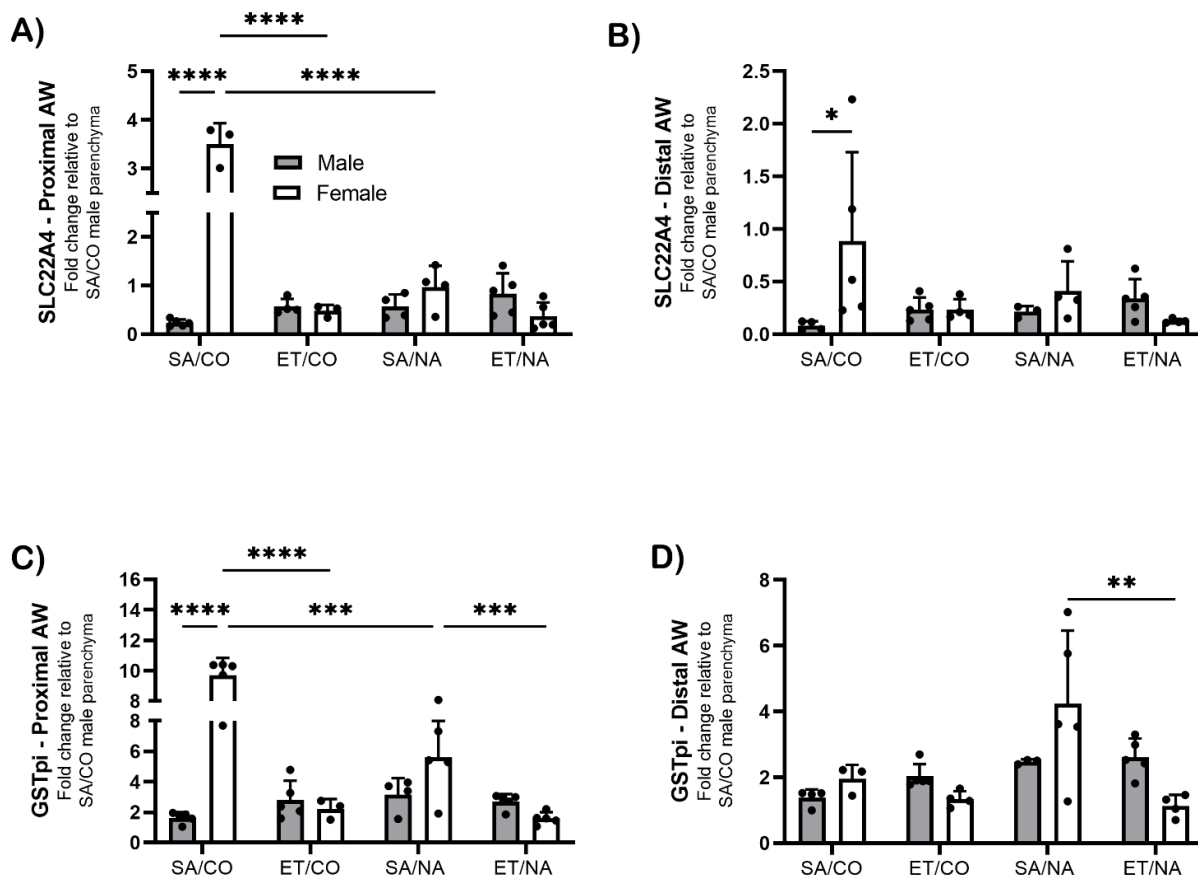 A)
SLC22A4 - Proximal AW
Fold change relative to
SA/CO male parenchyma
5
4
3
2
1
0
****
****
****
Male
Female
SA/CO
ET/CO
SA/NA
ET/NA
B)
SLC22A4 - Distal AW
Fold change relative to
SA/CO male parenchyma
2.5
2.0
1.5
1.0
0.5
0.0
*
SA/CO
ET/CO
SA/NA
ET/NA
C)
GSTpi - Proximal AW
Fold change relative to
SA/CO male parenchyma
16
14
12
10
8
8
6
4
2
0
****
****
***
***
SA/CO
ET/CO
SA/NA
ET/NA
D)
GSTpi - Distal AW
Fold change relative to
SA/CO male parenchyma
8
6
4
2
0
**
SA/CO
ET/CO
SA/NA
ET/NA